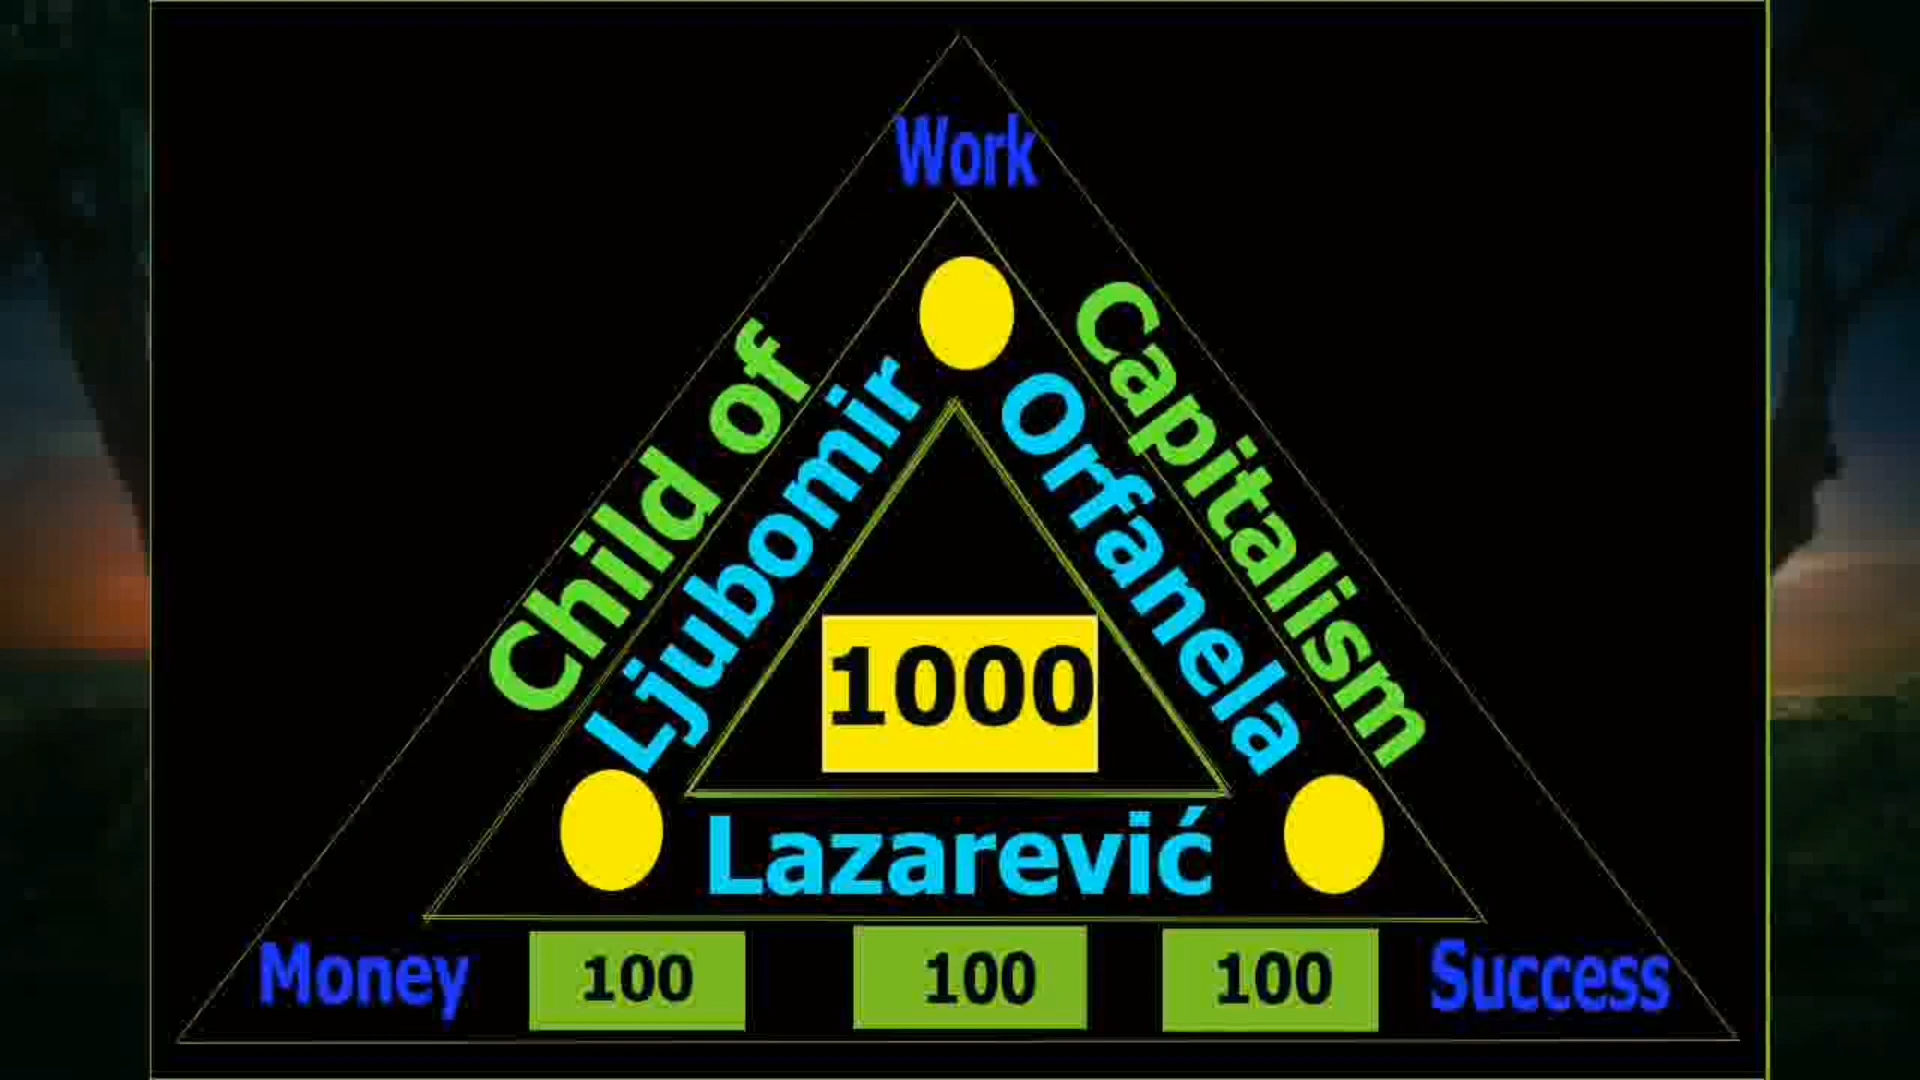 Work
Child of
Capitalism
Ljubomir
Orfanela
1000
Lazarević
Money
100
100
100
Success